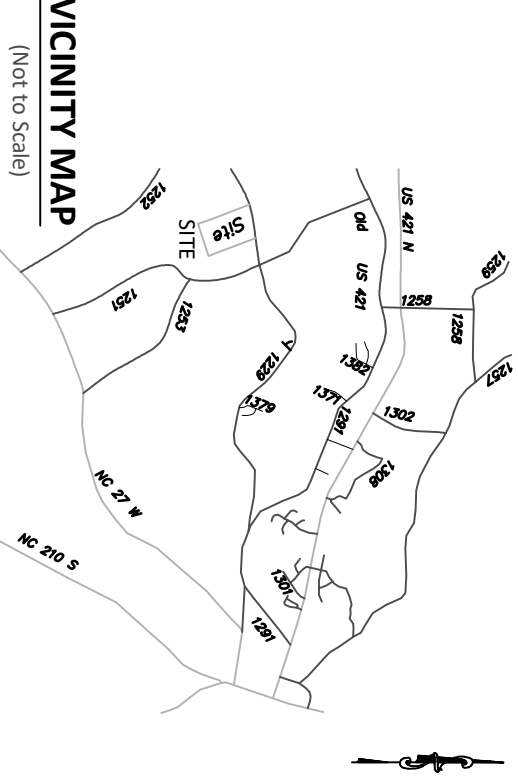 VICINITY MAP
(Not to Scale)
1252
Site
SITE
1251
1253
Old US 421
US 421 N
1258
1258
1259
1257
1382
1371
1291
1302
1229
1379
1308
NC 27 W
NC 210 S
1301
1291